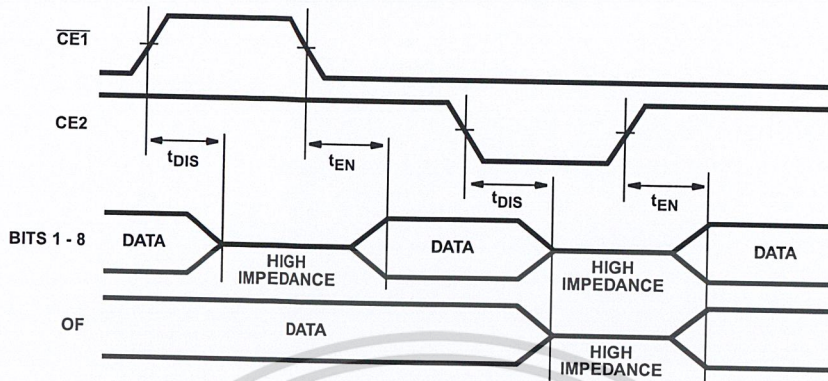 CE1
CE2
tDIS
tEN
tDIS
tEN
BITS 1 - 8
DATA
HIGH
IMPEDANCE
DATA
HIGH
IMPEDANCE
DATA
OF
DATA
HIGH
IMPEDANCE